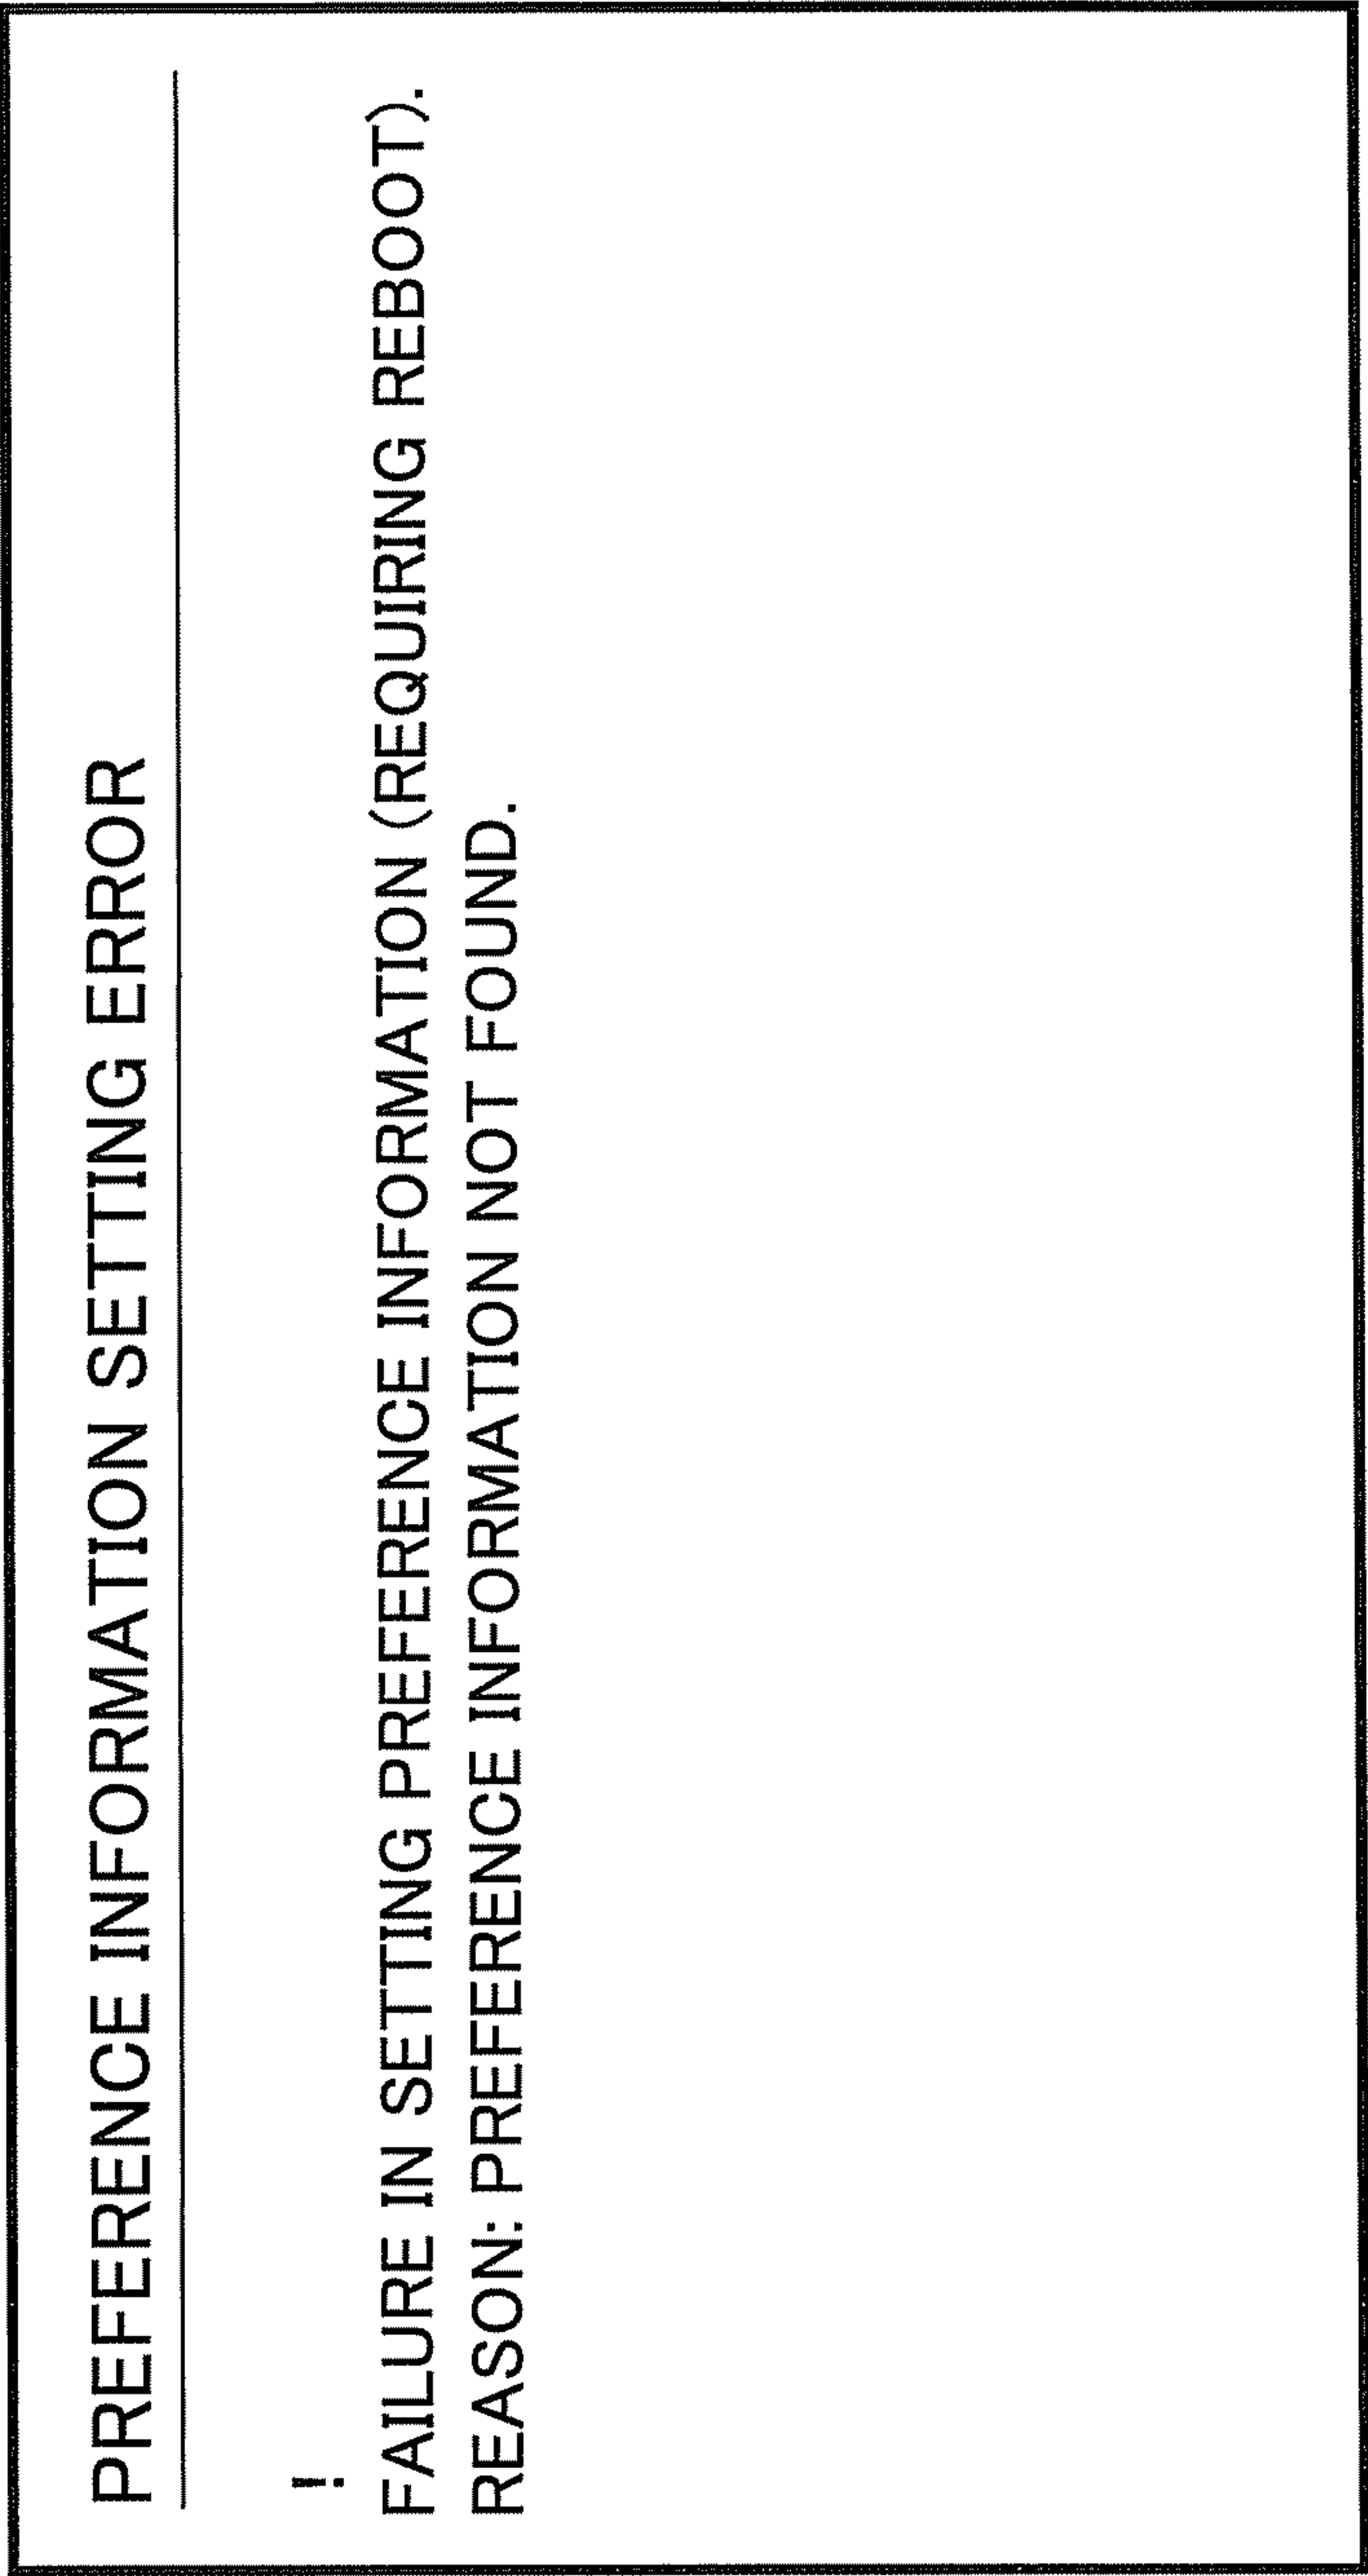 PREFERENCE INFORMATION SETTING ERROR
!
FAILURE IN SETTING PREFERENCE INFORMATION (REQUIRING REBOOT).
REASON: PREFERENCE INFORMATION NOT FOUND.